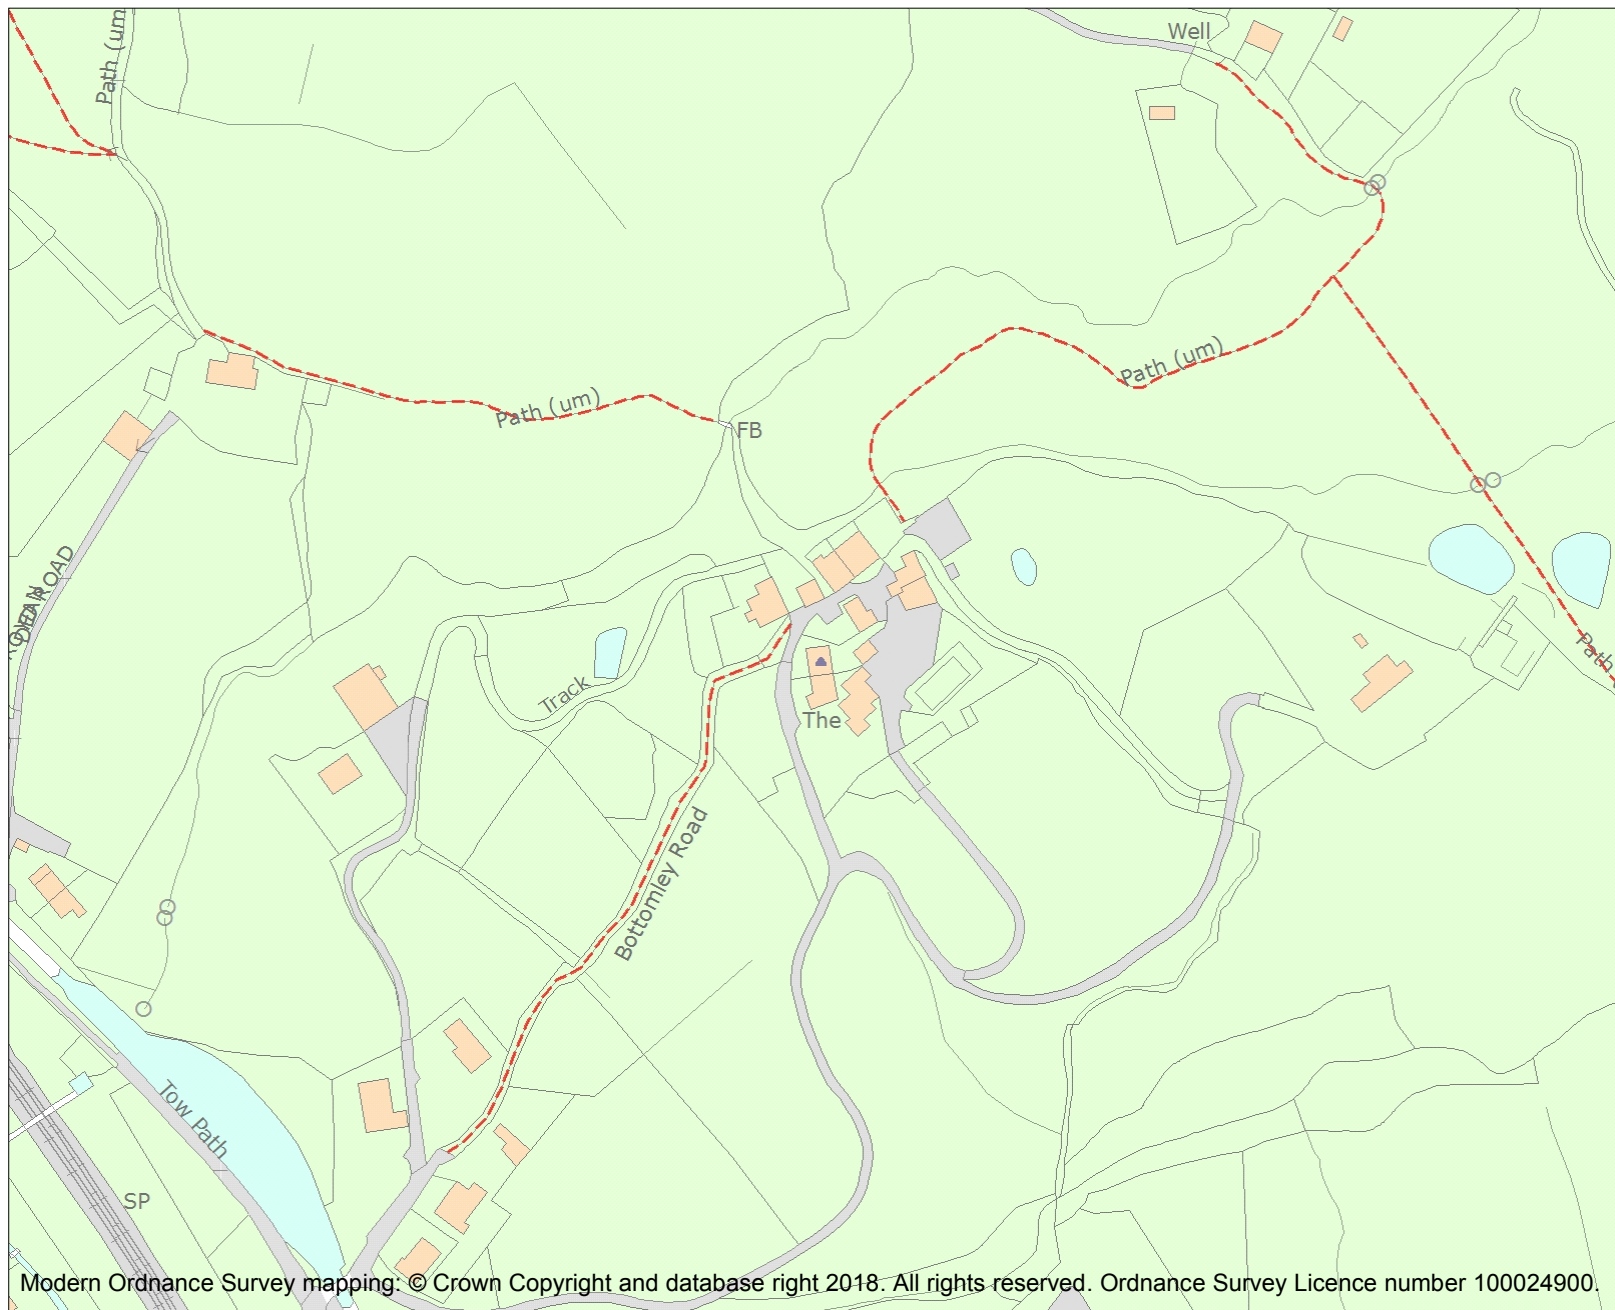 Path (um
Well
Path (um)
Path (um)
FB
ROAD
Track
Path
The
Bottomley Road
Tow Path
SP
Modern Ordnance Survey mapping: © Crown Copyright and database right 2018. All rights reserved. Ordnance Survey Licence number 100024900.